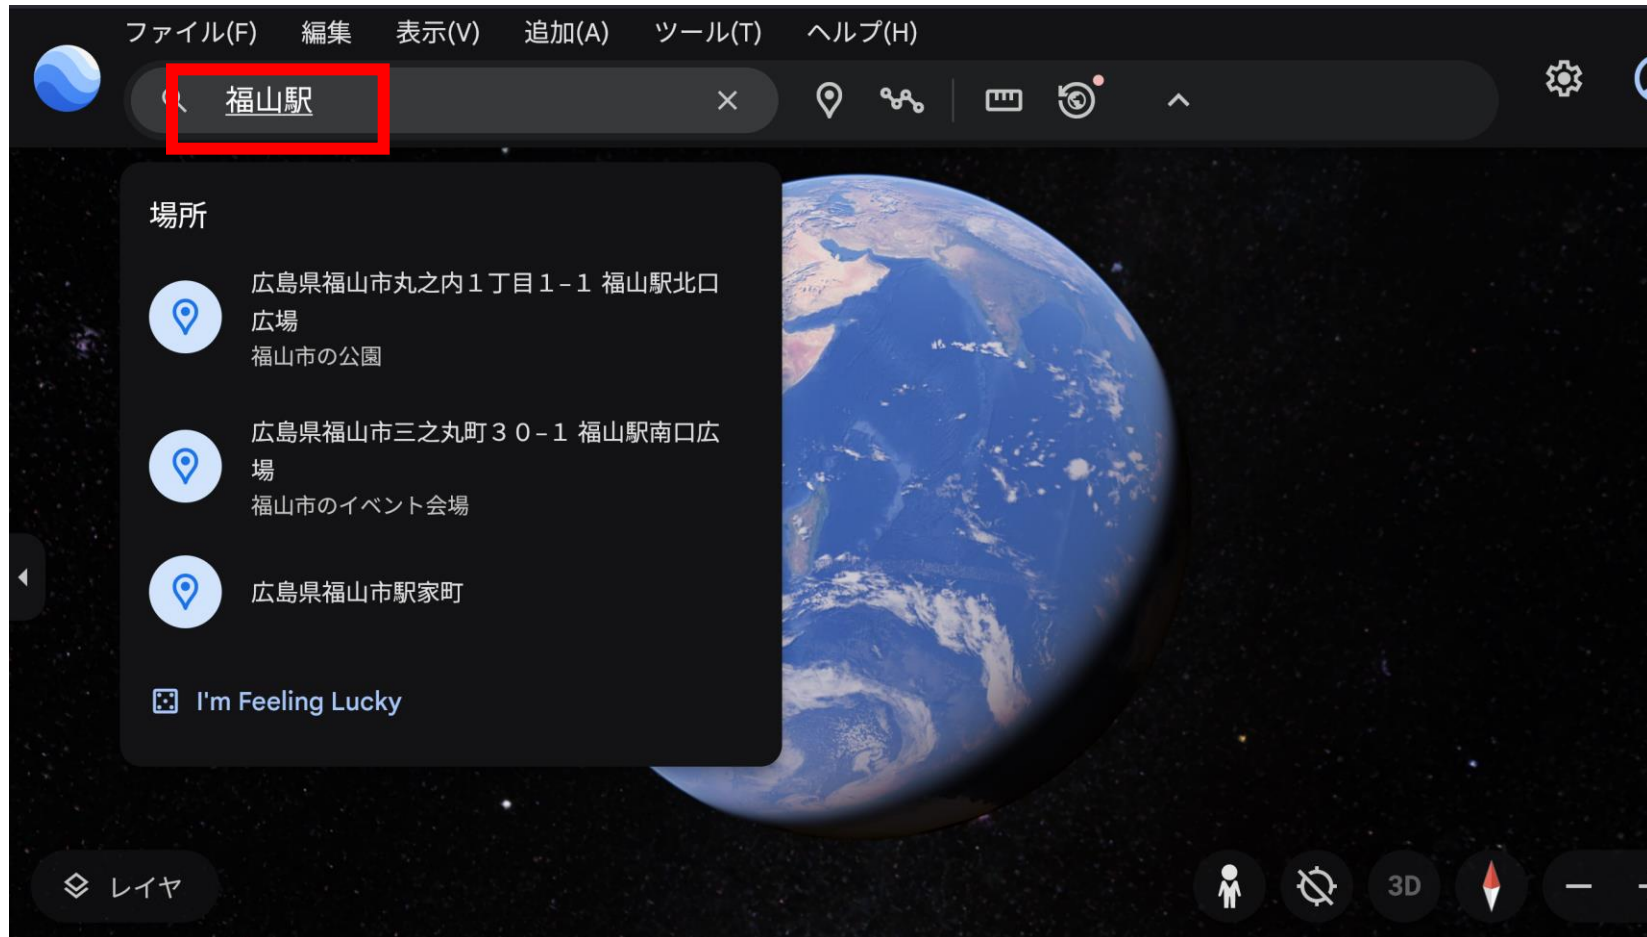 ファイル(F) 編集 表示(V) 追加(A) ツール(T) ヘルプ(H)
福山駅
場所
広島県福山市丸之内１丁目１−１ 福山駅北口
広場
福山市の公園
広島県福山市三之丸町３０−１ 福山駅南口広
場
福山市のイベント会場
広島県福山市駅家町
I'm Feeling Lucky
レイヤ
3D